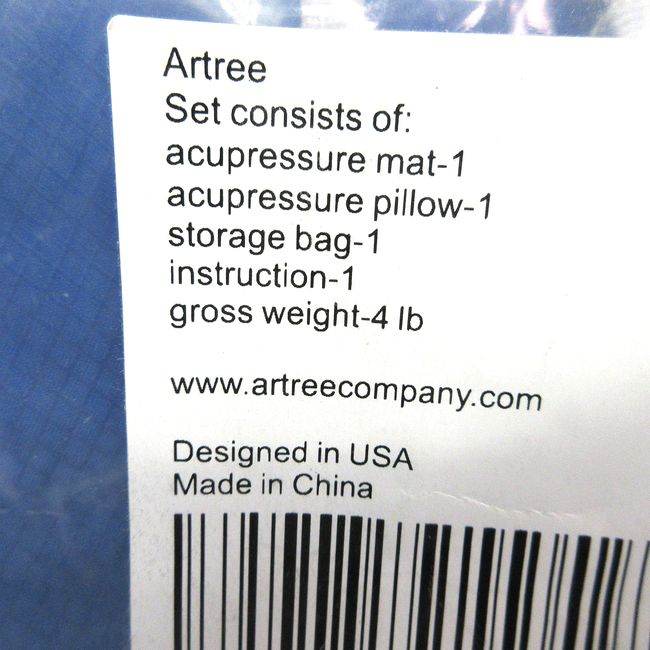 Artree
Set consists of:
acupressure mat-1
acupressure pillow-1
storage bag-1
instruction-1
gross weight-4 lb
www.artreecompany.com
Designed in USA
Made in China